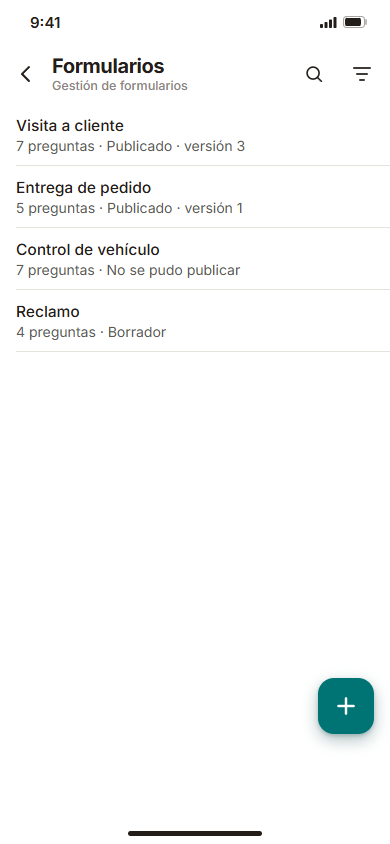 9:41
Formularios
Gestión de formularios
Visita a cliente
7 preguntas · Publicado · versión 3
Entrega de pedido
5 preguntas · Publicado · versión 1
Control de vehículo
7 preguntas · No se pudo publicar
Reclamo
4 preguntas · Borrador